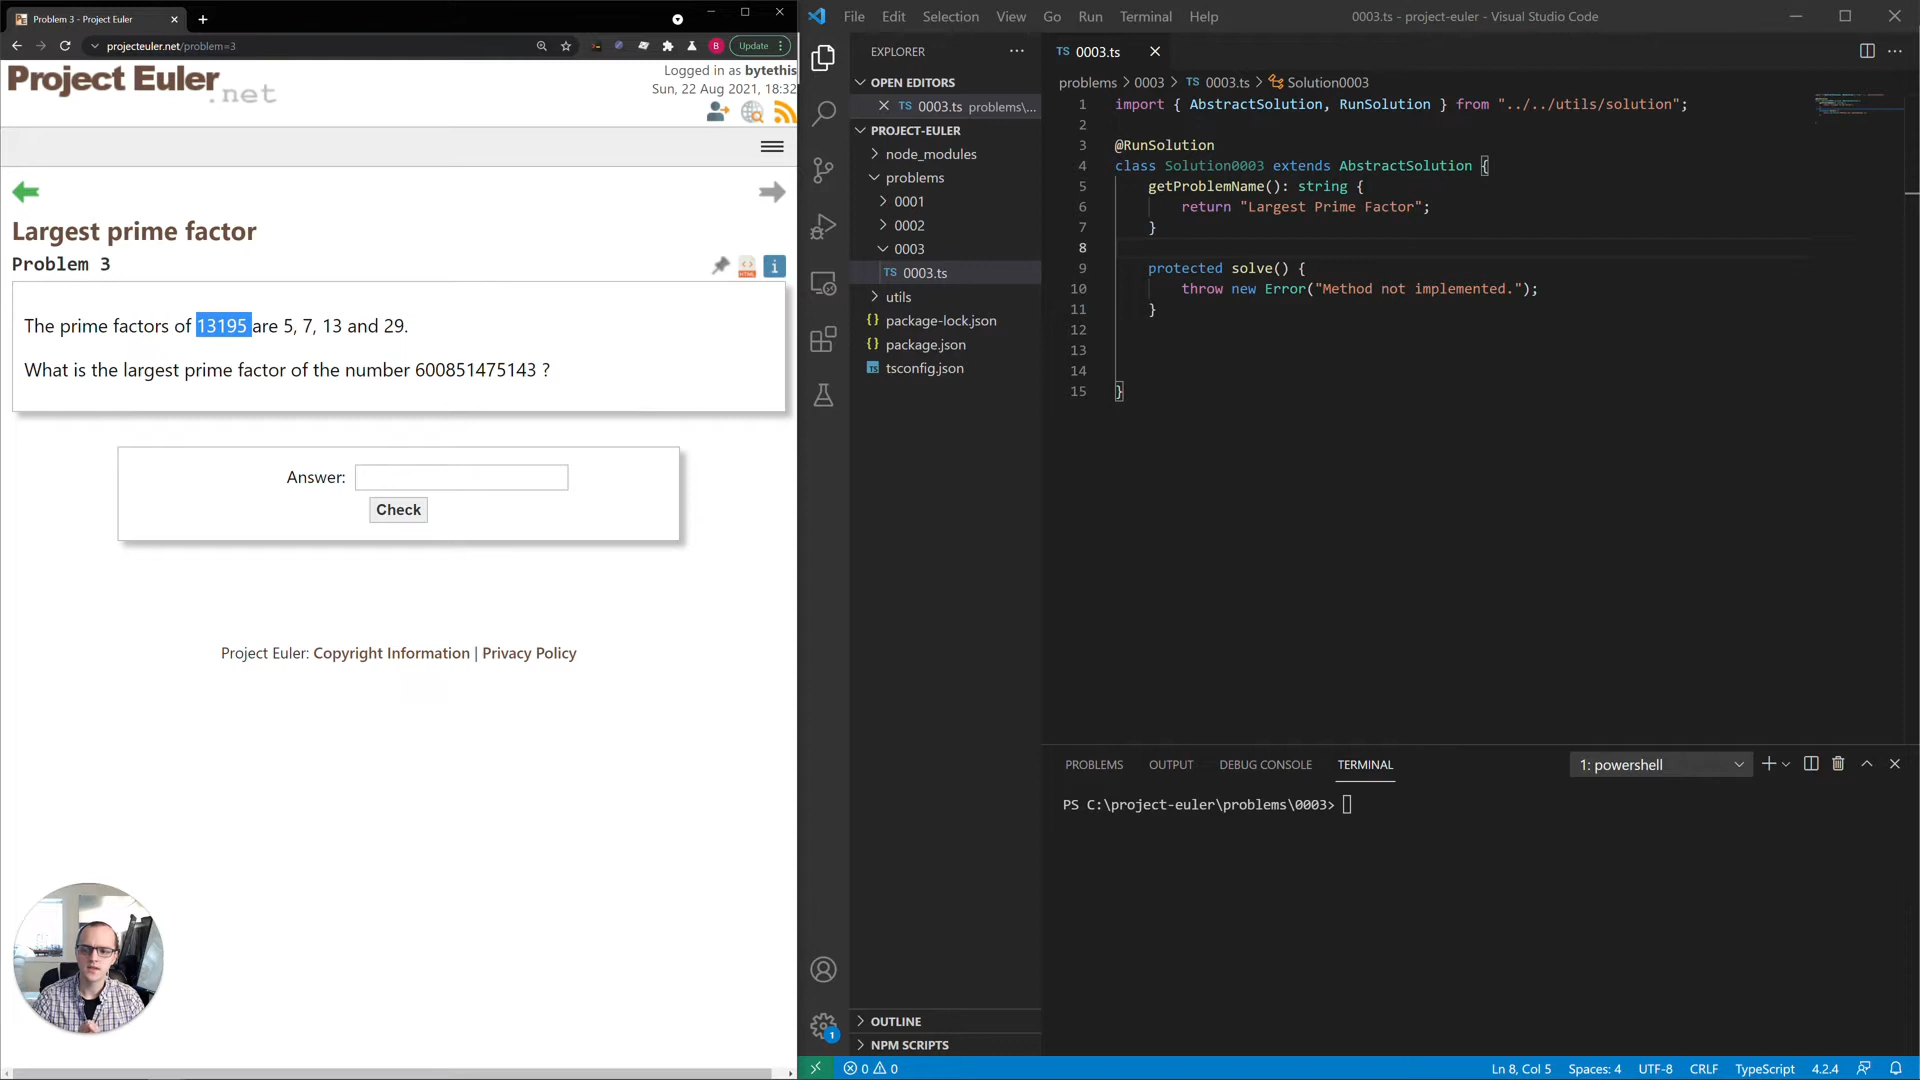 Problem 3 - Project Euler
projecteuler.net/problem=3
B
Update
Project Euler
.net
Logged in as bytethis
Sun, 22 Aug 2021, 18:32
Largest prime factor
Problem 3
HTML
i
The prime factors of 13195 are 5, 7, 13 and 29.
What is the largest prime factor of the number 600851475143 ?
Answer:
Check
Project Euler: Copyright Information | Privacy Policy
File Edit Selection View Go Run Terminal Help
0003.ts - project-euler - Visual Studio Code
EXPLORER
OPEN EDITORS
TS 0003.ts problems\...
PROJECT-EULER
node_modules
problems
0001
0002
0003
TS 0003.ts
utils
{} package-lock.json
{} package.json
tsconfig.json
OUTLINE
NPM SCRIPTS
1
TS 0003.ts
problems > 0003 > TS 0003.ts > Solution0003
1 import { AbstractSolution, RunSolution } from "../../utils/solution";
2
3 @RunSolution
4 class Solution0003 extends AbstractSolution {
5 getProblemName(): string {
6 return "Largest Prime Factor";
7 }
8
9 protected solve() {
10 throw new Error("Method not implemented.");
11 }
12
13
14
15 }
PROBLEMS OUTPUT DEBUG CONSOLE TERMINAL
1: powershell
PS C:\project-euler\problems\0003>
0 0
Ln 8, Col 5 Spaces: 4 UTF-8 CRLF TypeScript 4.2.4